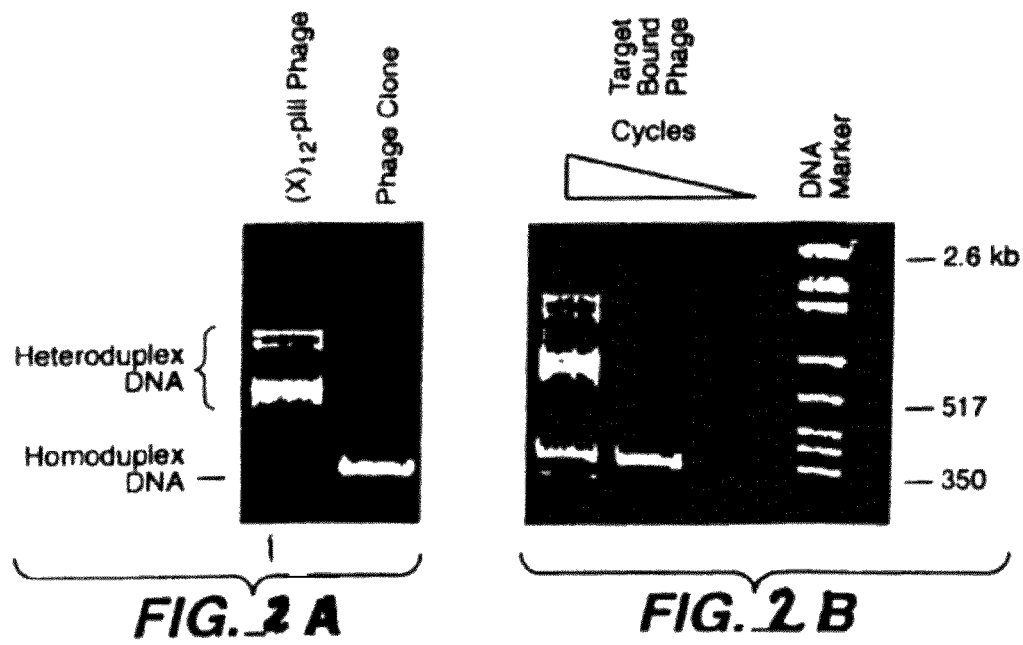 (X)12-pIII Phage
Phage Clone
Heteroduplex
DNA
Homoduplex
DNA
FIG. 2 A
Target
Bound
Phage
Cycles
DNA
Marker
2.6 kb
517
350
FIG. 2 B